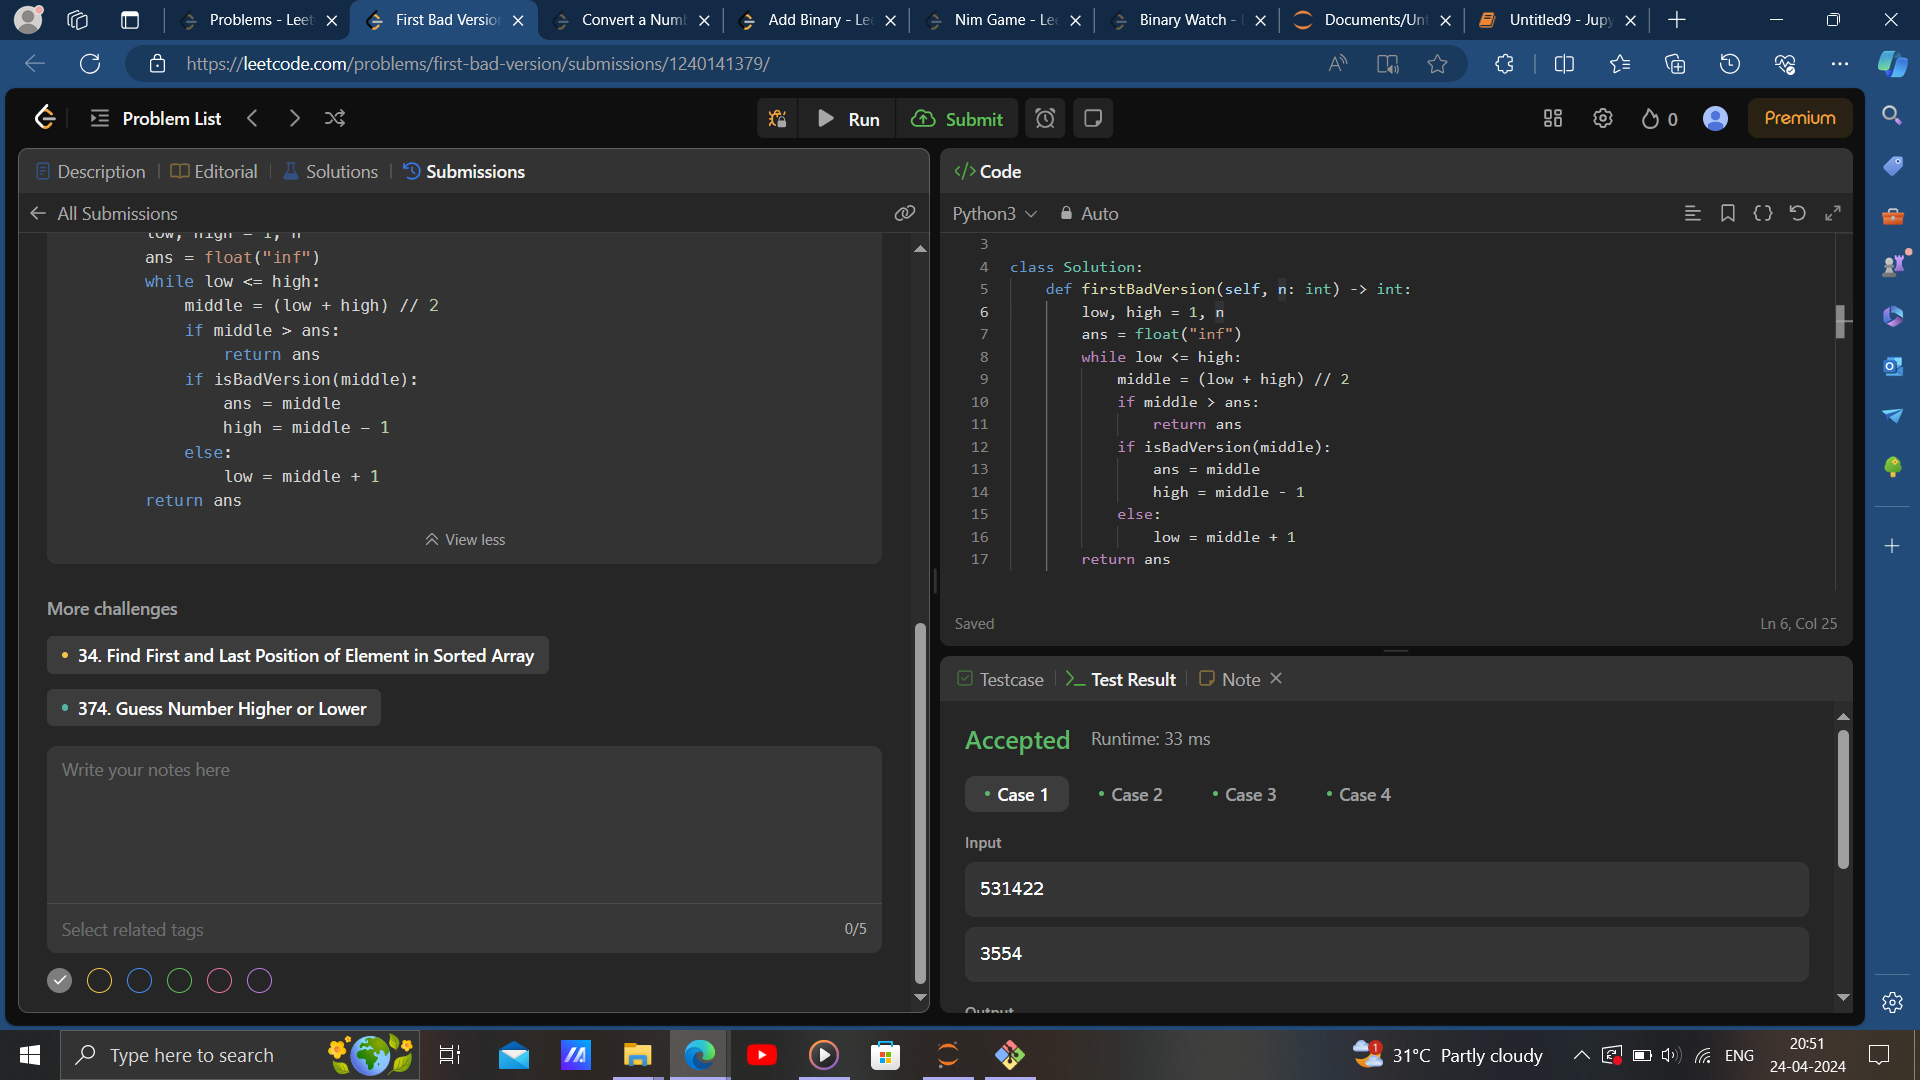 Problems - Leet
First Bad Version
Convert a Numb
Add Binary - Lee
Nim Game - Lee
Binary Watch -
Documents/Unt
Untitled9 - Jupy
https://leetcode.com/problems/first-bad-version/submissions/1240141379/
Problem List
Run
Submit
0
Premium
Description
Editorial
Solutions
Submissions
All Submissions
low, high = 1, n
ans = float("inf")
while low <= high:
middle = (low + high) // 2
if middle > ans:
return ans
if isBadVersion(middle):
ans = middle
high = middle - 1
else:
low = middle + 1
return ans
View less
More challenges
34. Find First and Last Position of Element in Sorted Array
374. Guess Number Higher or Lower
Write your notes here
Select related tags
0/5
Code
Python3
Auto
3
4 class Solution:
5 def firstBadVersion(self, n: int) -> int:
6 low, high = 1, n
7 ans = float("inf")
8 while low <= high:
9 middle = (low + high) // 2
10 if middle > ans:
11 return ans
12 if isBadVersion(middle):
13 ans = middle
14 high = middle - 1
15 else:
16 low = middle + 1
17 return ans
Saved
Ln 6, Col 25
Testcase
Test Result
Note
Accepted
Runtime: 33 ms
Case 1
Case 2
Case 3
Case 4
Input
531422
3554
Output
Type here to search
1
31°C Partly cloudy
ENG
20:51
24-04-2024